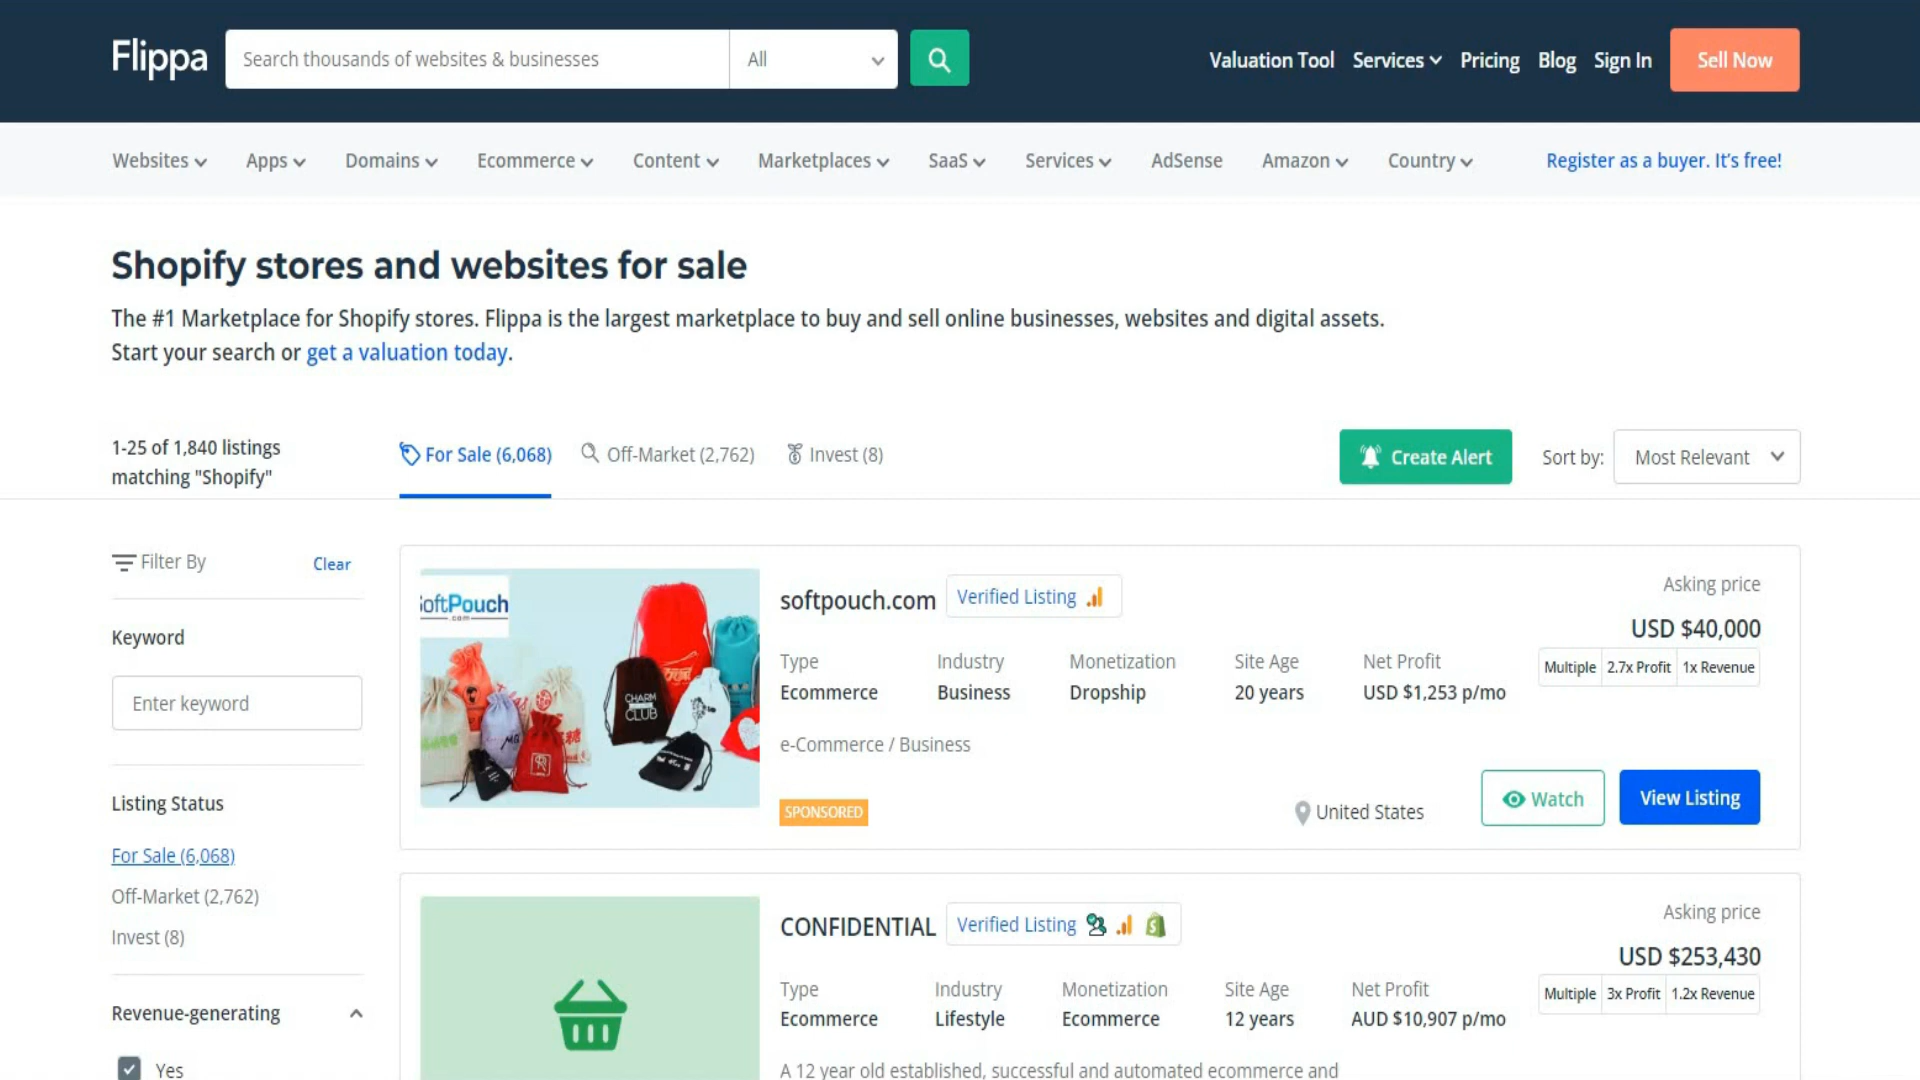 Flippa
Search thousands of websites & businesses
All
Valuation Tool
Services
Pricing
Blog
Sign In
Sell Now
Websites
Apps
Domains
Ecommerce
Content
Marketplaces
SaaS
Services
AdSense
Amazon
Country
Register as a buyer. It's free!
Shopify stores and websites for sale
The #1 Marketplace for Shopify stores. Flippa is the largest marketplace to buy and sell online businesses, websites and digital assets.
Start your search or get a valuation today.
1-25 of 1,840 listings
matching "Shopify"
For Sale (6,068)
Off-Market (2,762)
Invest (8)
Create Alert
Sort by:
Most Relevant
Filter By
Clear
Keyword
Enter keyword
Listing Status
For Sale (6,068)
Off-Market (2,762)
Invest (8)
Revenue-generating
Yes
SoftPouch
.com
CHARM
CLUB
softpouch.com
Verified Listing
Type
Ecommerce
Industry
Business
Monetization
Dropship
Site Age
20 years
Net Profit
USD $1,253 p/mo
e-Commerce / Business
SPONSORED
United States
Asking price
USD $40,000
Multiple 2.7x Profit 1x Revenue
Watch
View Listing
CONFIDENTIAL
Verified Listing
Type
Ecommerce
Industry
Lifestyle
Monetization
Ecommerce
Site Age
12 years
Net Profit
AUD $10,907 p/mo
A 12 year old established, successful and automated ecommerce and
Asking price
USD $253,430
Multiple 3x Profit 1.2x Revenue